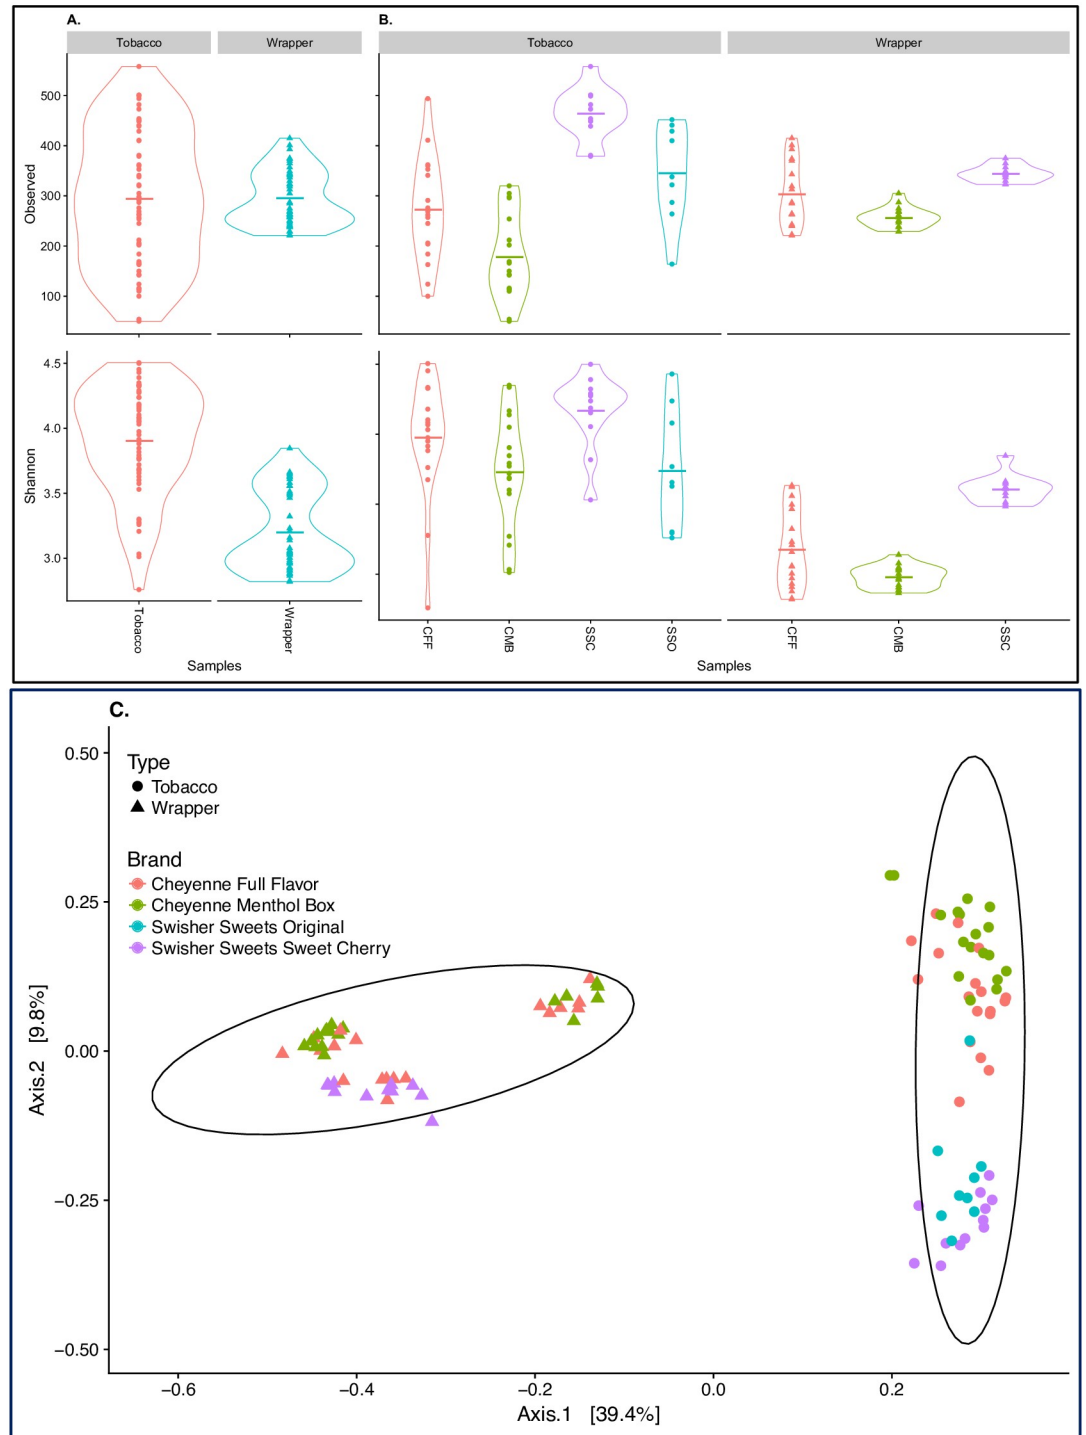 A.
B.
Tobacco
Wrapper
Tobacco
Wrapper
Observed
500
400
300
200
100
Shannon
4.5
4.0
3.5
3.0
Tobacco
Wrapper
CFF
CMB
SSC
SSO
CFF
CMB
SSC
Samples
Samples
C.
Type
Tobacco
Wrapper
Brand
Cheyenne Full Flavor
Cheyenne Menthol Box
Swisher Sweets Original
Swisher Sweets Sweet Cherry
Axis.2 [9.8%]
0.50
0.25
0.00
−0.25
−0.50
−0.6
−0.4
−0.2
0.0
0.2
Axis.1 [39.4%]